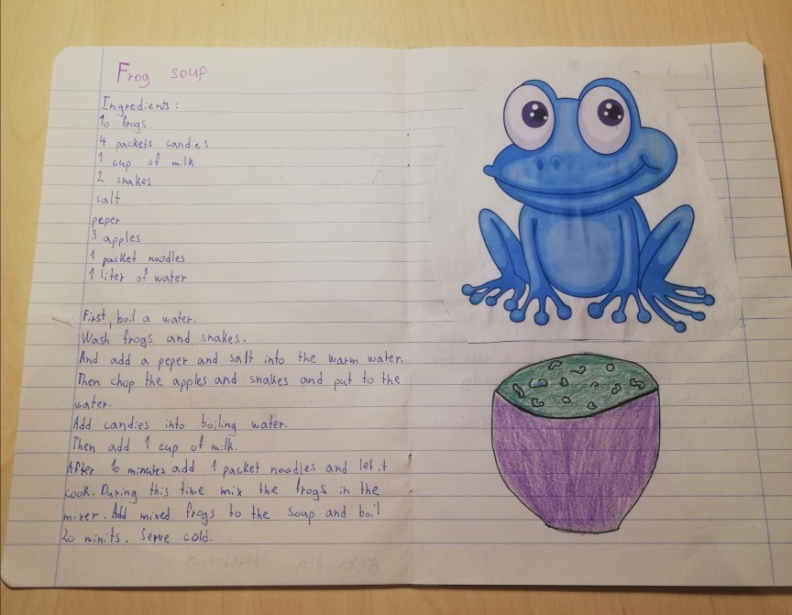 Frog soup
Ingredients:
10 frogs
4 packets candies
1 cup of milk
2 snakes
salt
peper
3 apples
1 packet noodles
1 liter of water
First, boil a water.
Wash frogs and snakes.
And add a peper and salt into the warm water.
Then chop the apples and snakes and put to the
water.
Add candies into boiling water.
Then add 1 cup of milk.
After 10 minutes add 1 packet noodles and let it
cook. During this time mix the frogs in the
mixer. Add mixed frogs to the soup and boil
20 minits. Serve cold.